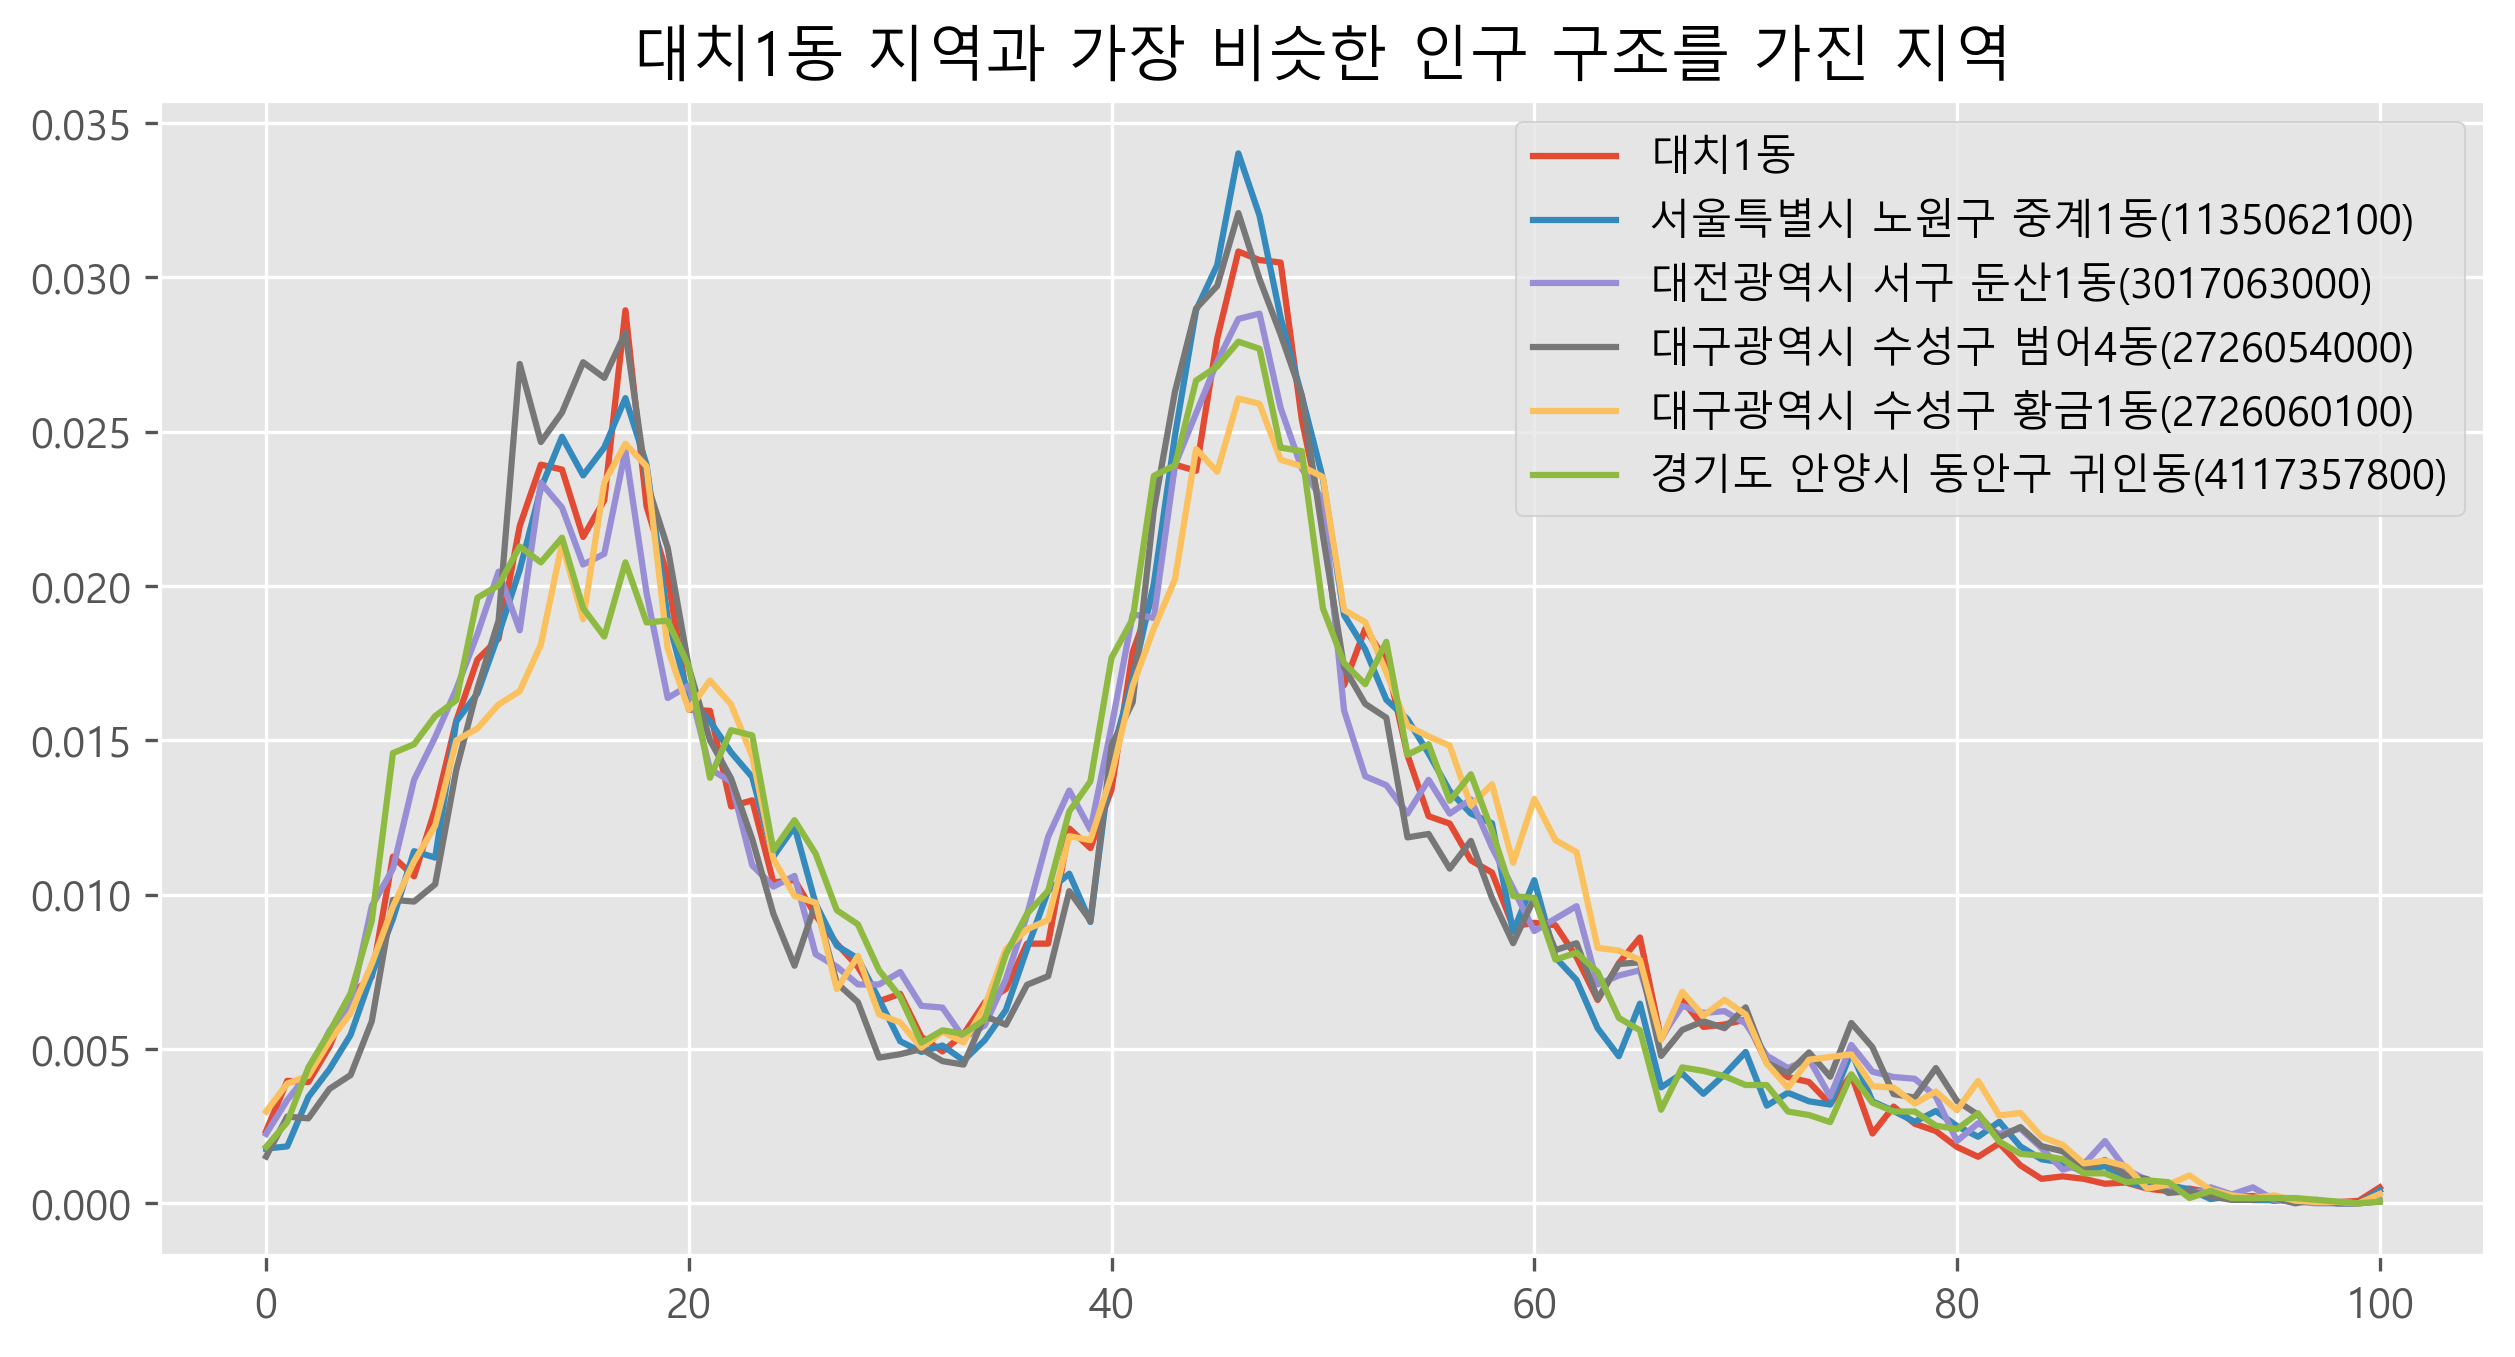 대치1동 지역과 가장 비슷한 인구 구조를 가진 지역
0.035
0.030
0.025
0.020
0.015
0.010
0.005
0.000
대치1동
서울특별시 노원구 중계1동(1135062100)
대전광역시 서구 둔산1동(3017063000)
대구광역시 수성구 범어4동(2726054000)
대구광역시 수성구 황금1동(2726060100)
경기도 안양시 동안구 귀인동(4117357800)
0 20 40 60 80 100